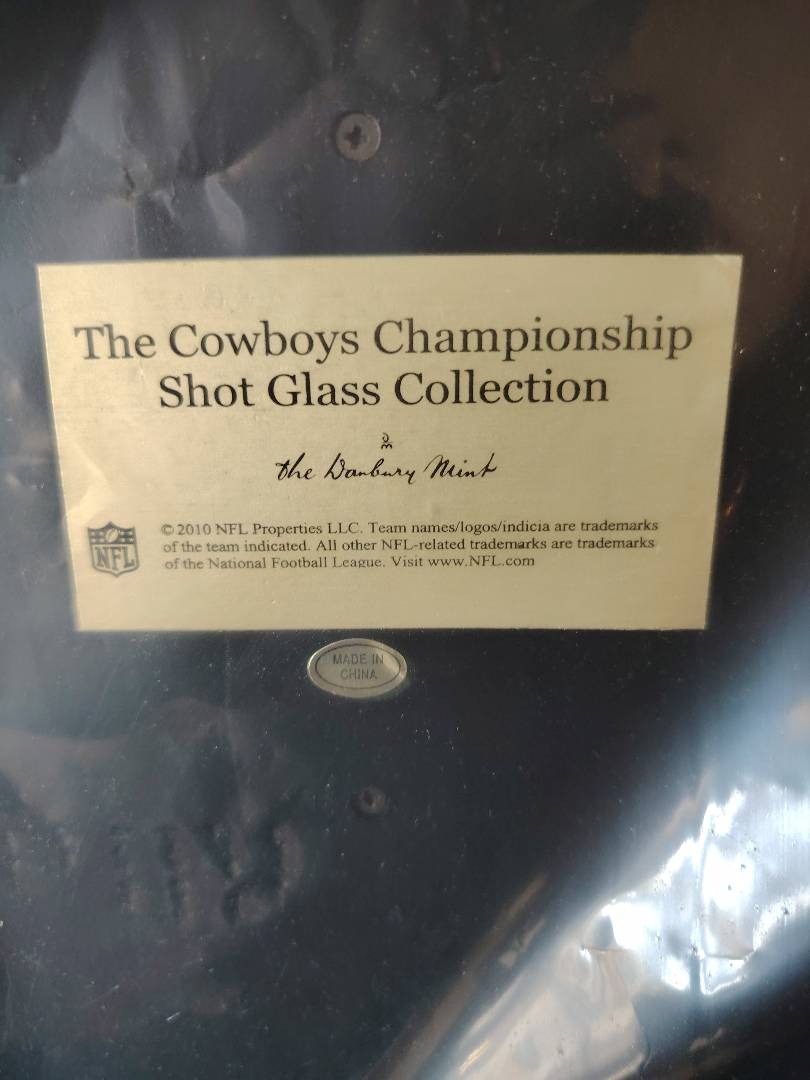 The Cowboys Championship
Shot Glass Collection
DM
the Danbury Mint
NFL
© 2010 NFL Properties LLC. Team names/logos/indicia are trademarks
of the team indicated. All other NFL-related trademarks are trademarks
of the National Football League. Visit www.NFL.com
MADE IN
CHINA